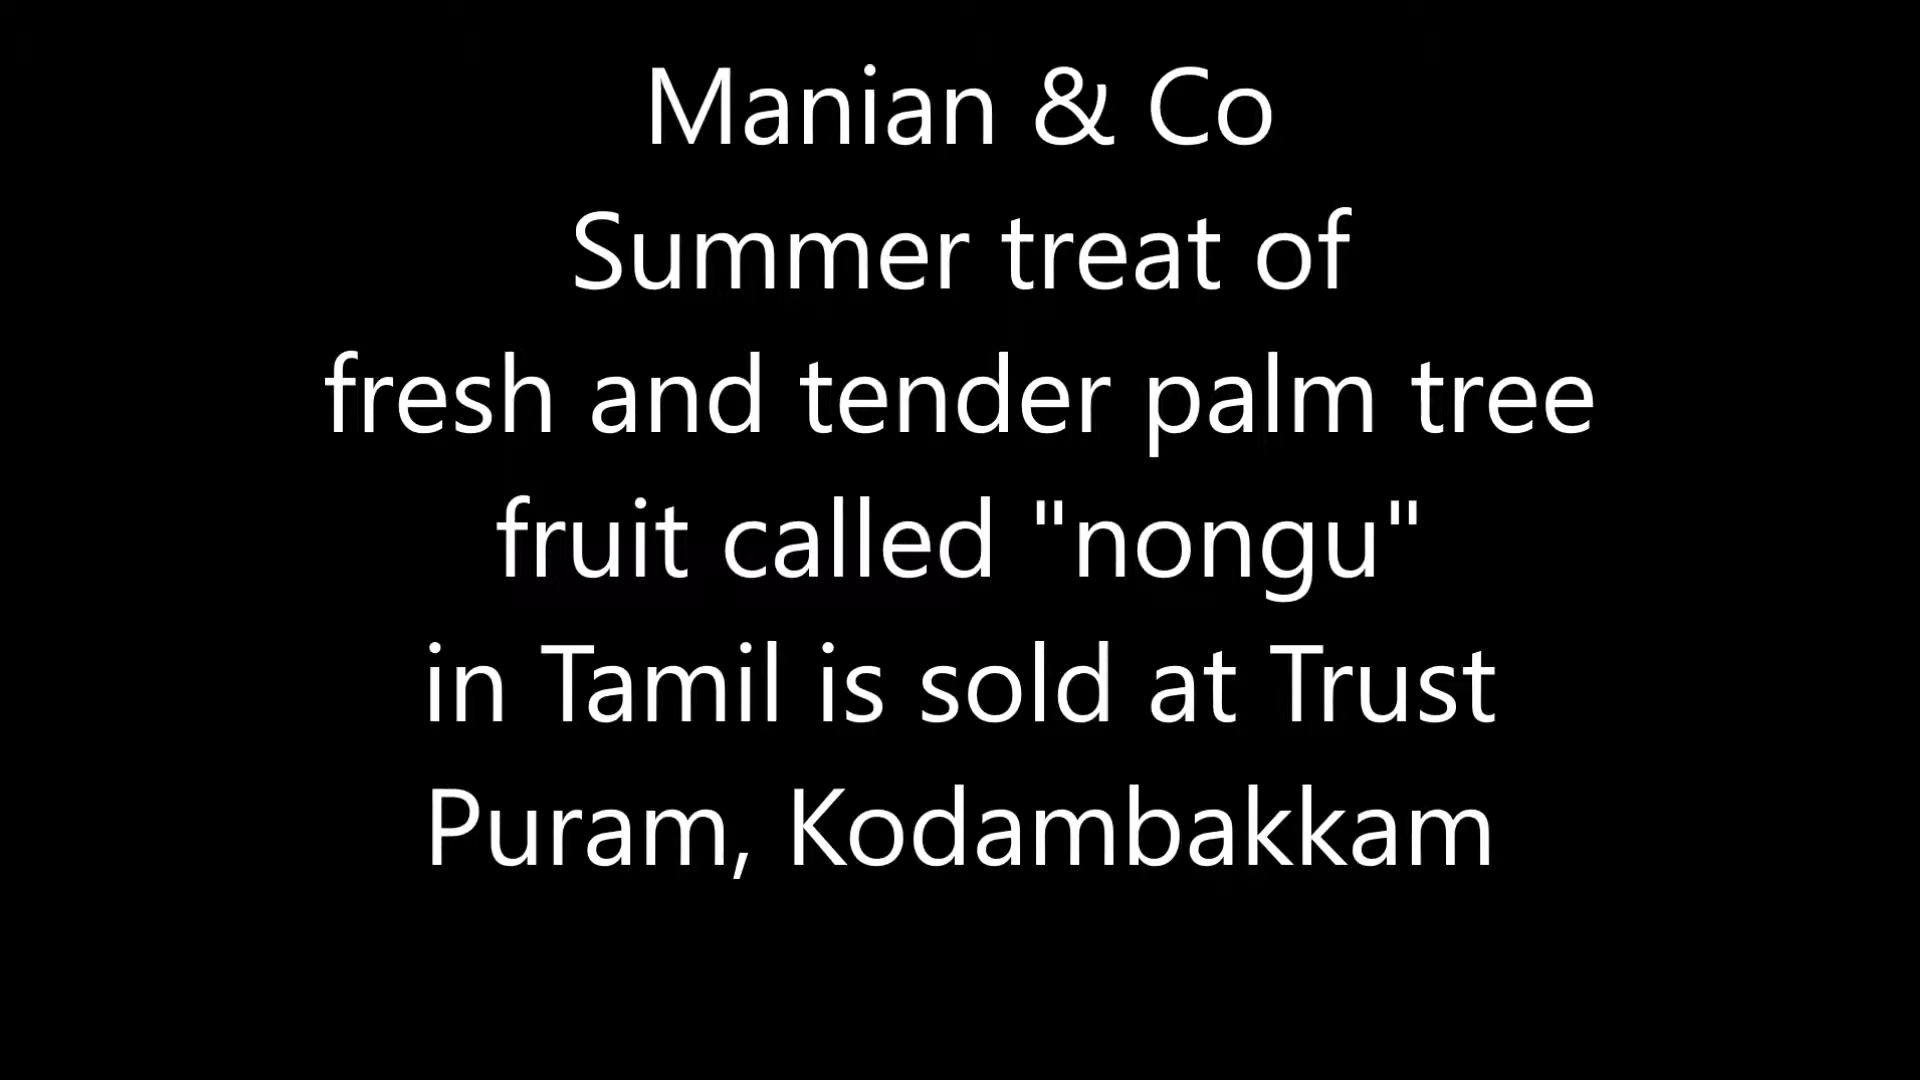 Manian & Co
Summer treat of
fresh and tender palm tree
fruit called "nongu"
in Tamil is sold at Trust
Puram, Kodambakkam